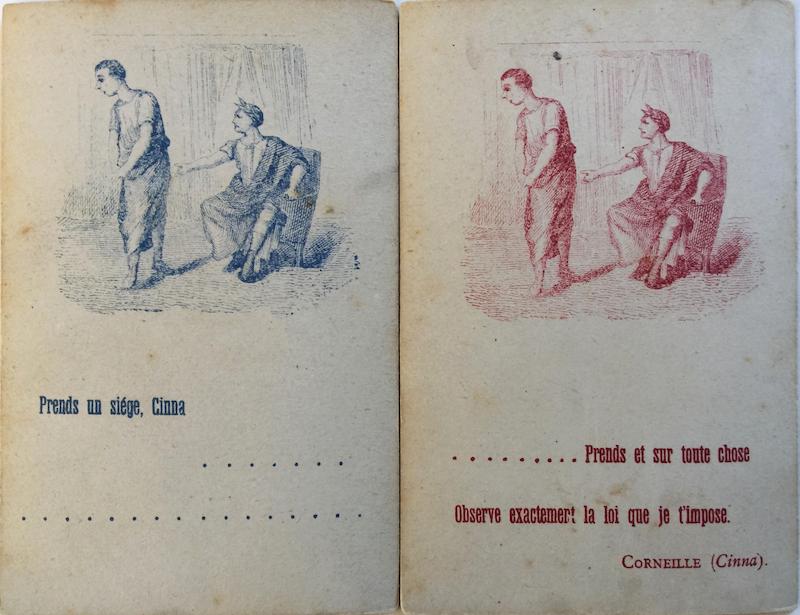 Prends un siége, Cinna
. . . . . . .
. . . . . . . . . . . . . . . . .
. . . . . . . . . Prends et sur toute chose
Observe exactement la loi que je t'impose.
CORNEILLE (Cinna).